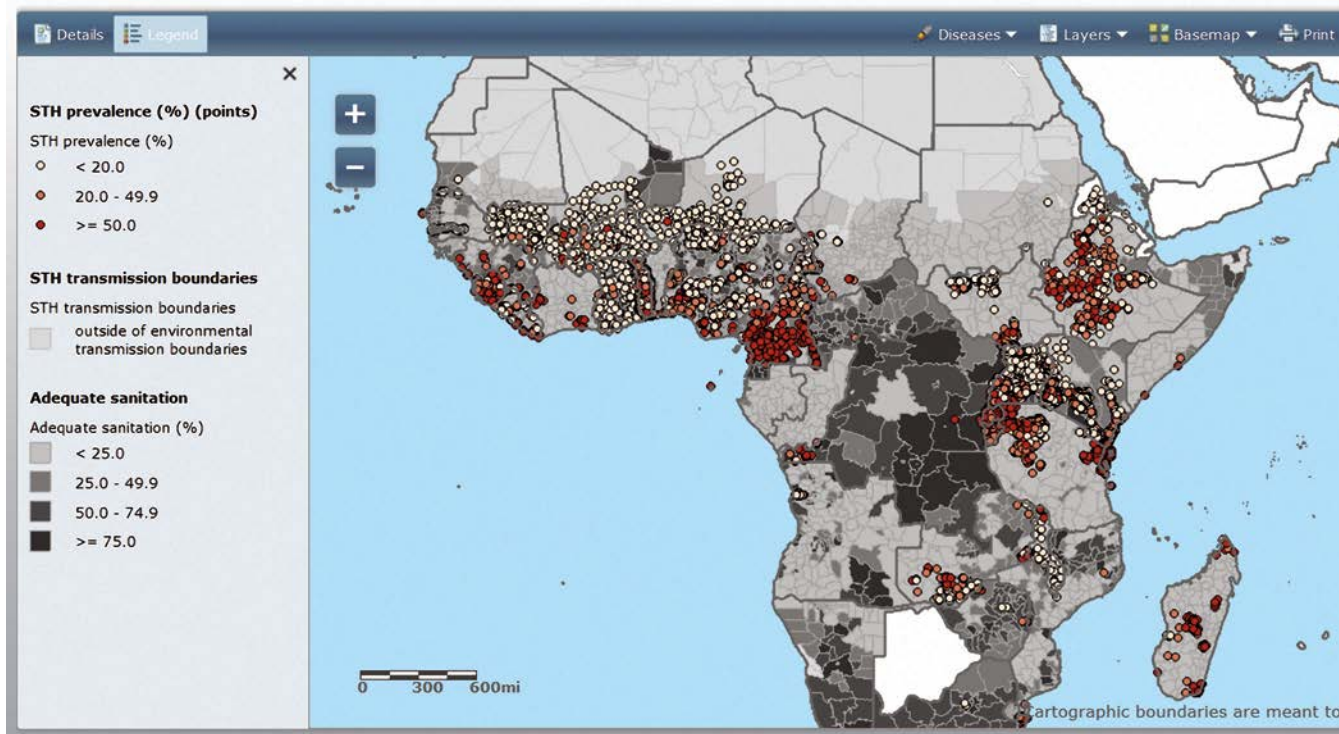 Details
Legend
Diseases
Layers
Basemap
Print
STH prevalence (%) (points)
STH prevalence (%)
< 20.0
20.0 - 49.9
>= 50.0
STH transmission boundaries
STH transmission boundaries
outside of environmental
transmission boundaries
Adequate sanitation
Adequate sanitation (%)
< 25.0
25.0 - 49.9
50.0 - 74.9
>= 75.0
+
−
0 300 600mi
Cartographic boundaries are meant to